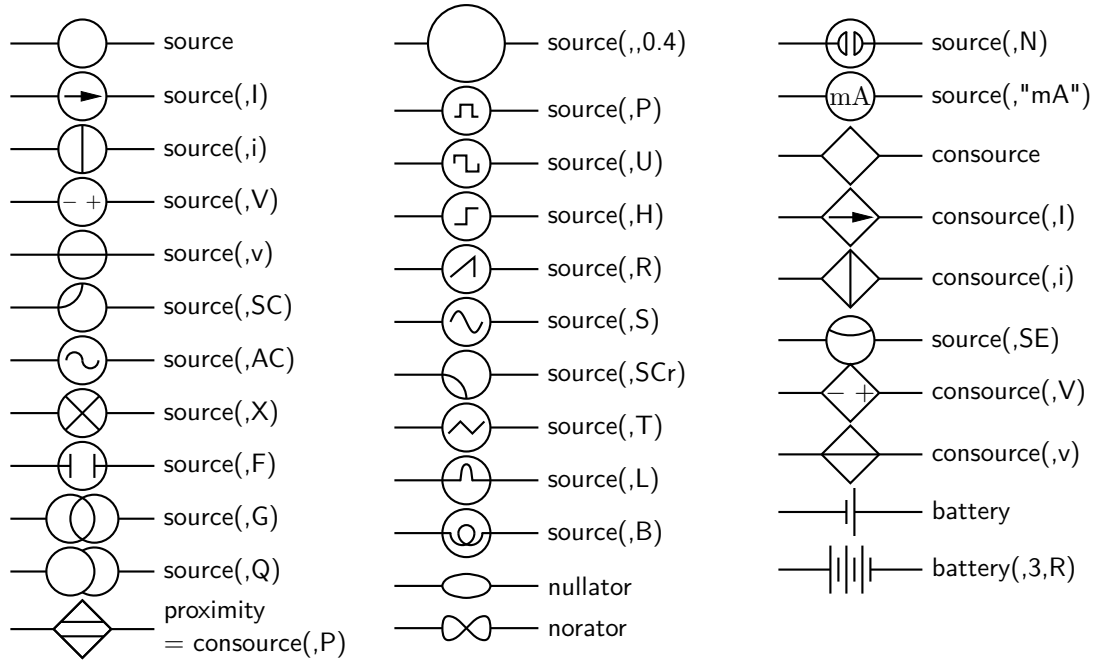 source
source(,I)
source(,i)
− +
source(,V)
source(,v)
source(,SC)
source(,AC)
source(,X)
source(,F)
source(,G)
source(,Q)
proximity
= consource(,P)
source(,,0.4)
source(,P)
source(,U)
source(,H)
source(,R)
source(,S)
source(,SCr)
source(,T)
source(,L)
source(,B)
nullator
norator
source(,N)
mA
source(,"mA")
consource
consource(,I)
consource(,i)
source(,SE)
− +
consource(,V)
consource(,v)
battery
battery(,3,R)